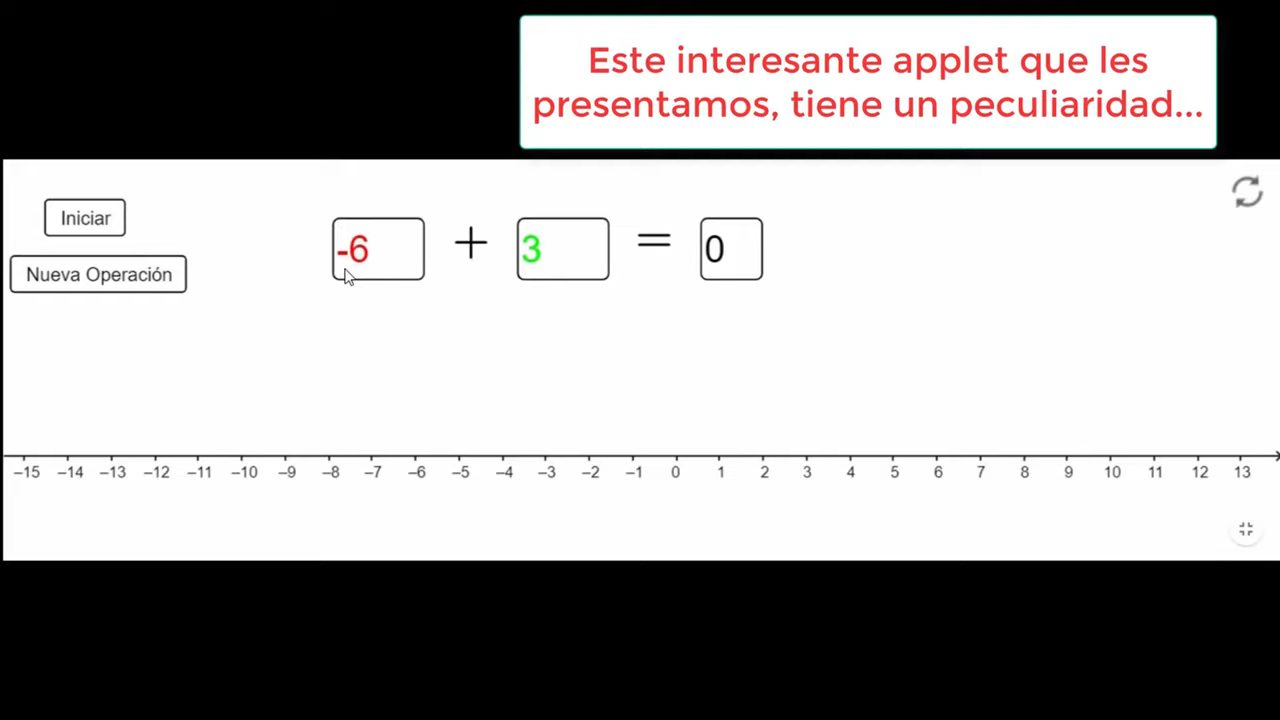 Este interesante applet que les
presentamos, tiene un peculiaridad...
Iniciar
-6 + 3 = 0
Nueva Operación
–15 –14 –13 –12 –11 –10 –9 –8 –7 –6 –5 –4 –3 –2 –1 0 1 2 3 4 5 6 7 8 9 10 11 12 13